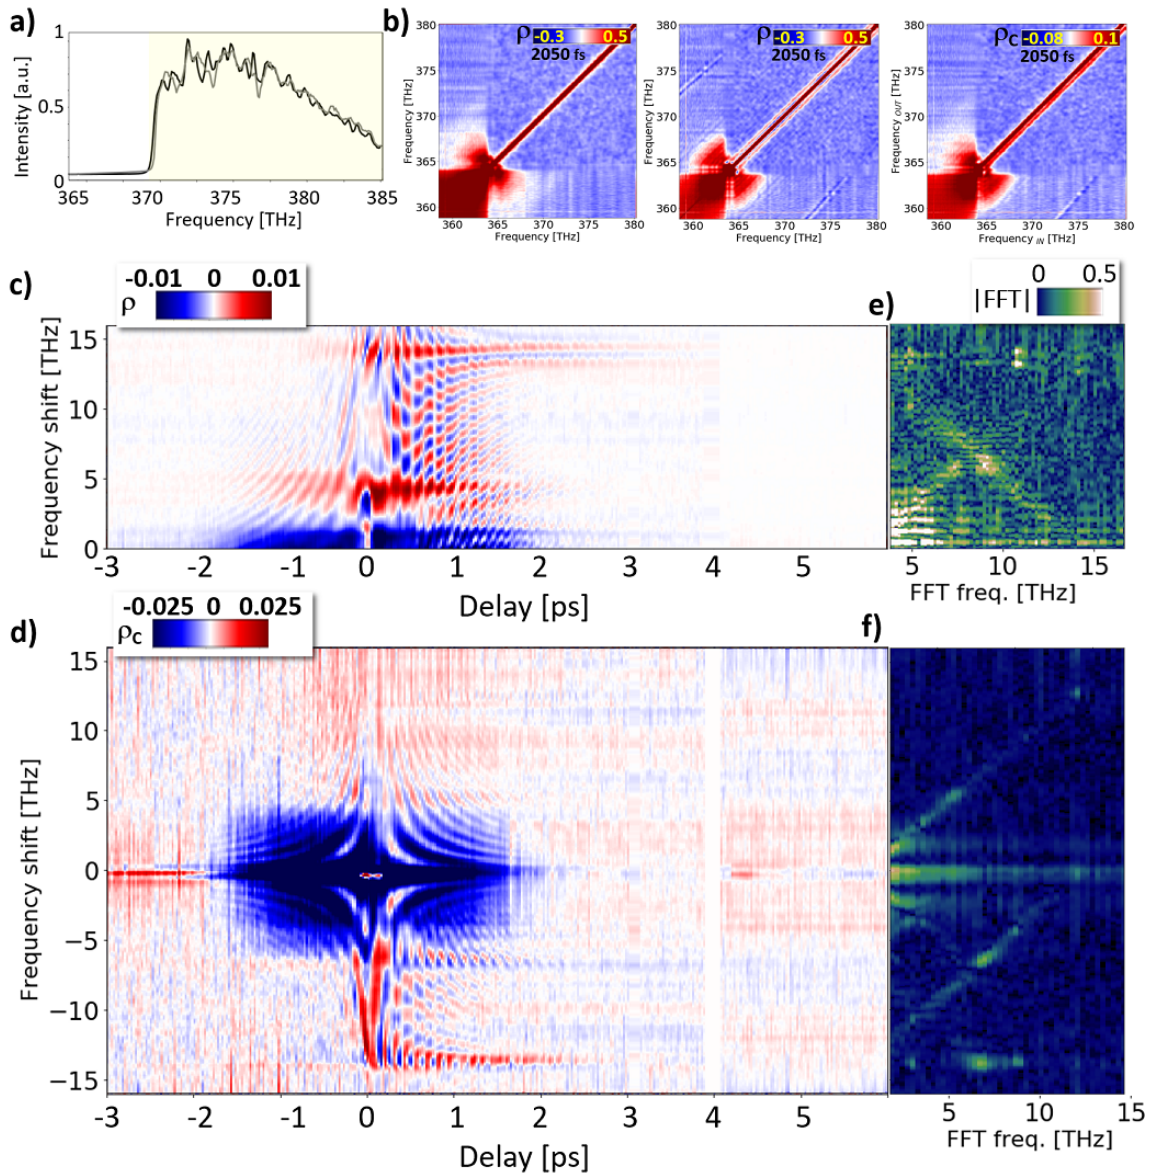 a)
Intensity [a.u.]
1
0.5
0
365 370 375 380 385
Frequency [THz]
b)
Frequency [THz]
380
375
370
365
360
ρ -0.3 0.5
2050 fs
360 365 370 375 380
Frequency [THz]
Frequency [THz]
380
375
370
365
360
ρ -0.3 0.5
2050 fs
360 365 370 375 380
Frequency [THz]
Frequency OUT [THz]
380
375
370
365
360
ρc -0.08 0.1
2050 fs
360 365 370 375 380
Frequency IN [THz]
c)
-0.01 0 0.01
ρ
Frequency shift [THz]
15
10
5
0
-3 -2 -1 0 1 2 3 4 5
Delay [ps]
e)
0 0.5
|FFT|
5 10 15
FFT freq. [THz]
d)
-0.025 0 0.025
ρc
Frequency shift [THz]
15
10
5
0
−5
−10
−15
-3 -2 -1 0 1 2 3 4 5
Delay [ps]
f)
5 10 15
FFT freq. [THz]